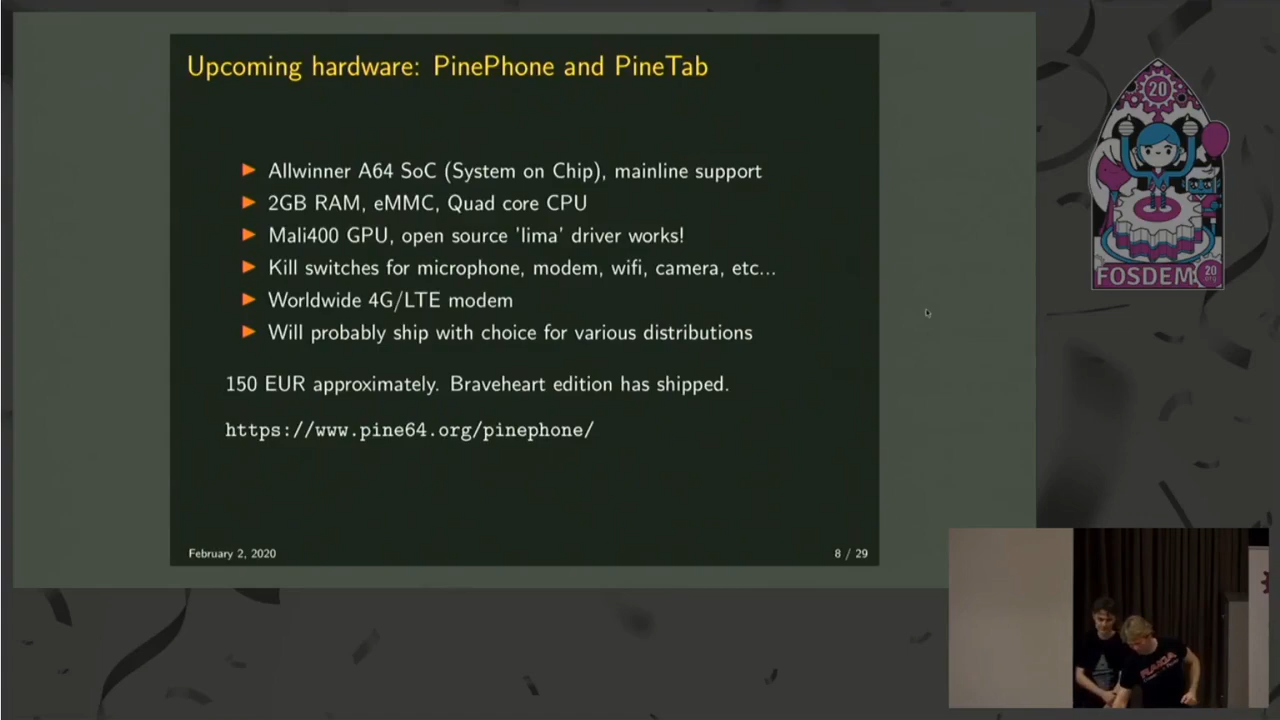 Upcoming hardware: PinePhone and PineTab
Allwinner A64 SoC (System on Chip), mainline support
2GB RAM, eMMC, Quad core CPU
Mali400 GPU, open source 'lima' driver works!
Kill switches for microphone, modem, wifi, camera, etc...
Worldwide 4G/LTE modem
Will probably ship with choice for various distributions
150 EUR approximately. Braveheart edition has shipped.
https://www.pine64.org/pinephone/
February 2, 2020
8 / 29
20
FOSDEM
20
.org